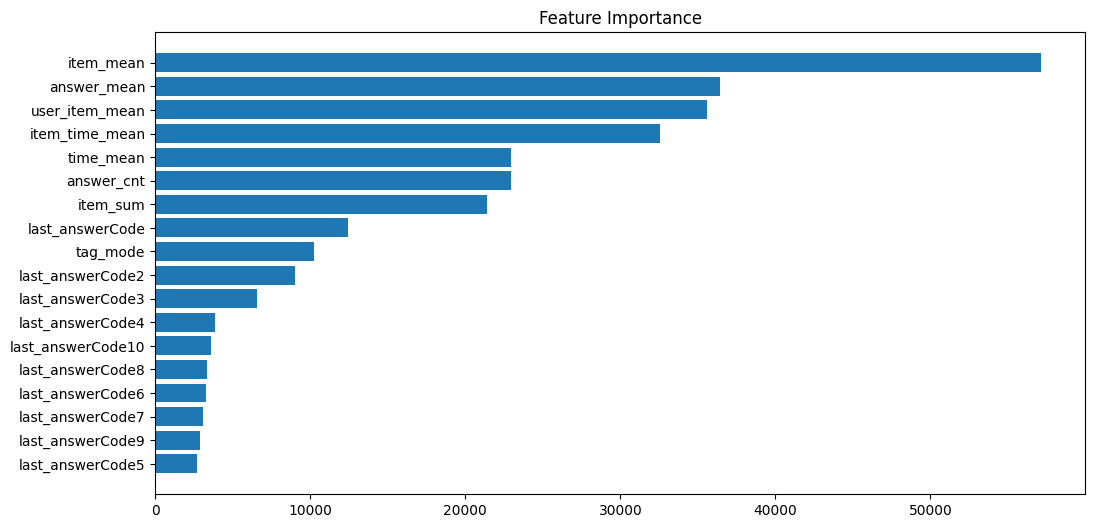 Feature Importance
item_mean
answer_mean
user_item_mean
item_time_mean
time_mean
answer_cnt
item_sum
last_answerCode
tag_mode
last_answerCode2
last_answerCode3
last_answerCode4
last_answerCode10
last_answerCode8
last_answerCode6
last_answerCode7
last_answerCode9
last_answerCode5
0 10000 20000 30000 40000 50000